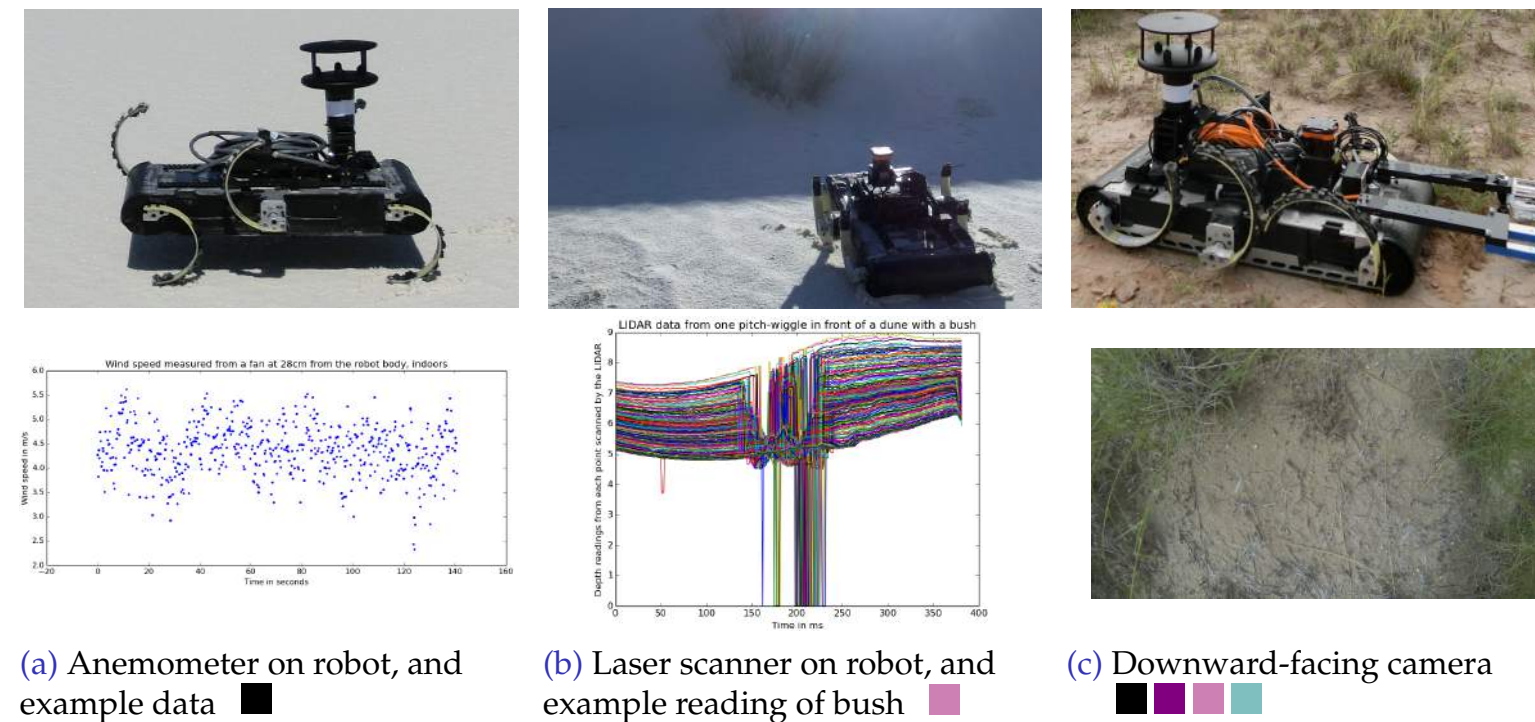 Wind speed measured from a fan at 28cm from the robot body, indoors
6.0
5.5
5.0
4.5
4.0
3.5
3.0
2.5
2.0
Wind speed in m/s
−20 0 20 40 60 80 100 120 140 160
Time in seconds
LIDAR data from one pitch-wiggle in front of a dune with a bush
9
8
7
6
5
4
3
2
1
0
Depth readings from each point scanned by the LIDAR
0 50 100 150 200 250 300 350 400
Time in ms
(a) Anemometer on robot, and
example data
(b) Laser scanner on robot, and
example reading of bush
(c) Downward-facing camera